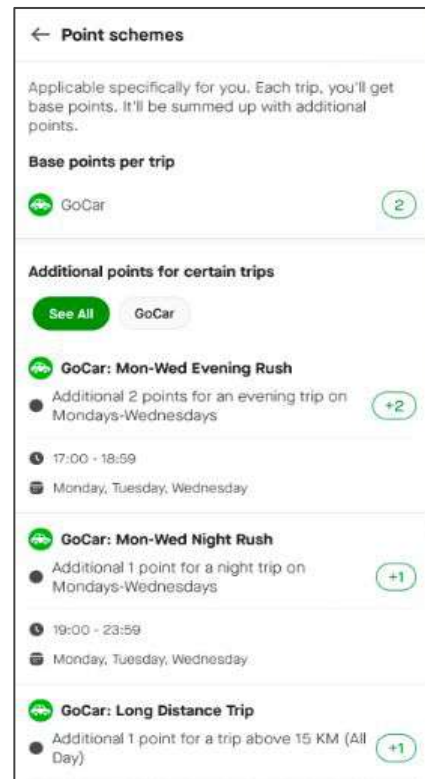 Point schemes
Applicable specifically for you. Each trip, you'll get
base points. It'll be summed up with additional
points.
Base points per trip
GoCar 2
Additional points for certain trips
See All GoCar
GoCar: Mon-Wed Evening Rush
Additional 2 points for an evening trip on +2
Mondays-Wednesdays
17:00 - 18:59
Monday, Tuesday, Wednesday
GoCar: Mon-Wed Night Rush
Additional 1 point for a night trip on +1
Mondays-Wednesdays
19:00 - 23:59
Monday, Tuesday, Wednesday
GoCar: Long Distance Trip
Additional 1 point for a trip above 15 KM (All +1
Day)